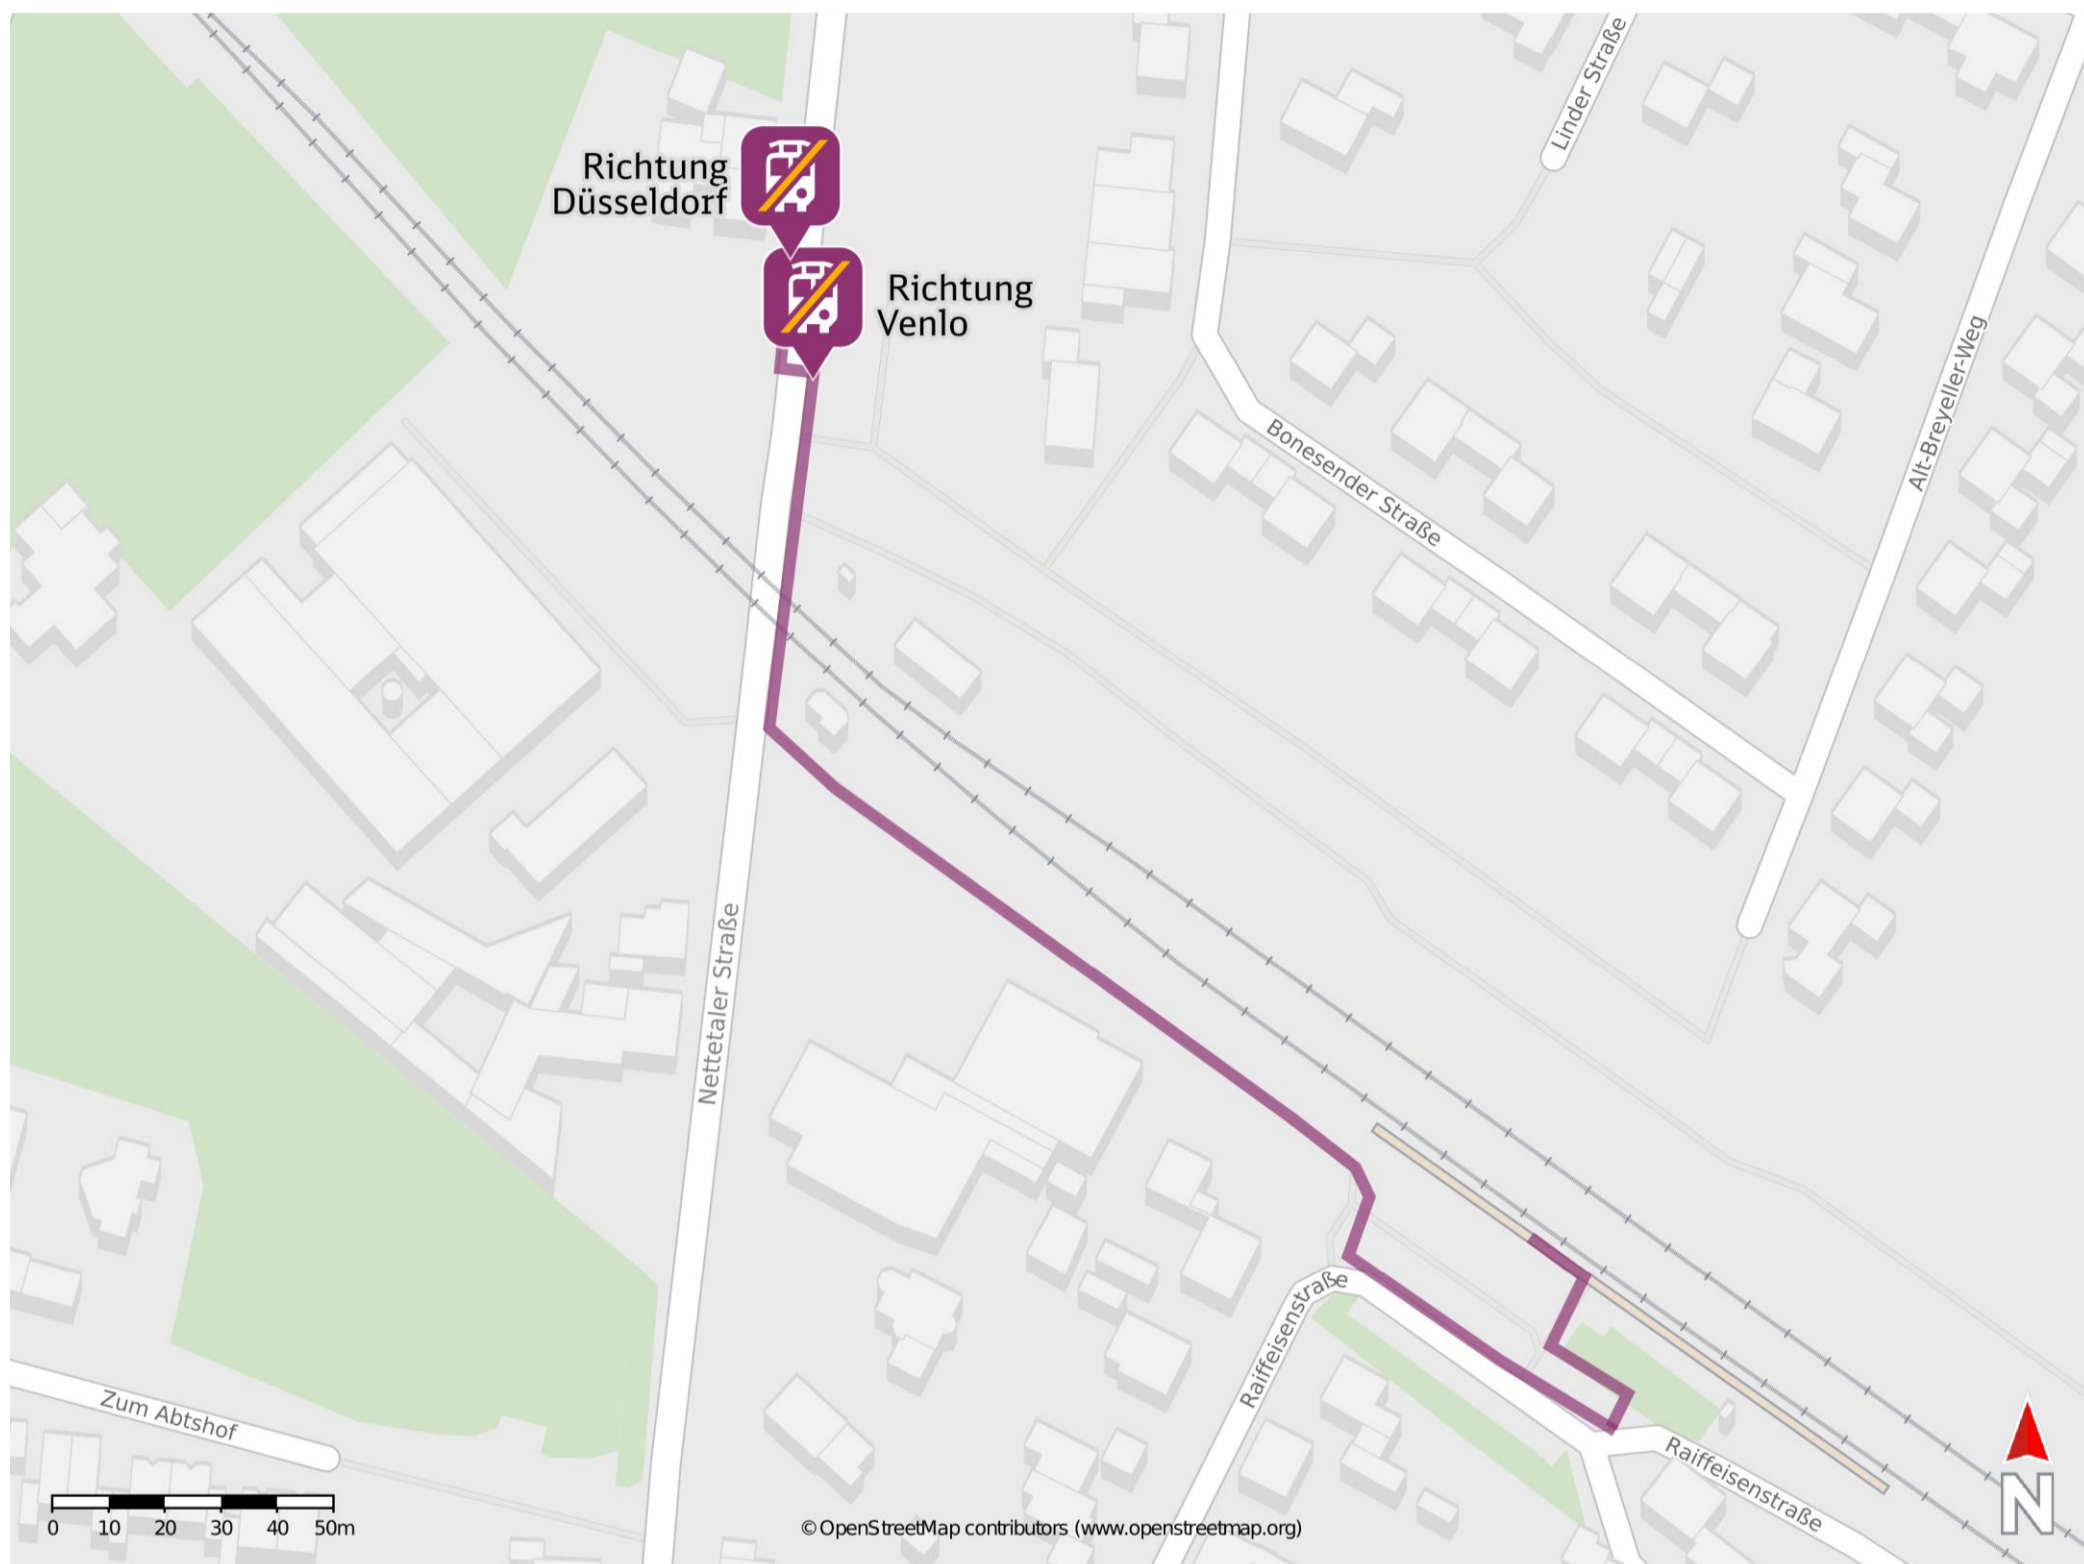 Linder Straße
Richtung
Düsseldorf
Richtung
Venlo
Alt-Breyeller-Weg
Bonesender Straße
Nettetaler Straße
Raiffeisenstraße
Zum Abtshof
Raiffeisenstraße
N
0 10 20 30 40 50m
© OpenStreetMap contributors (www.openstreetmap.org)